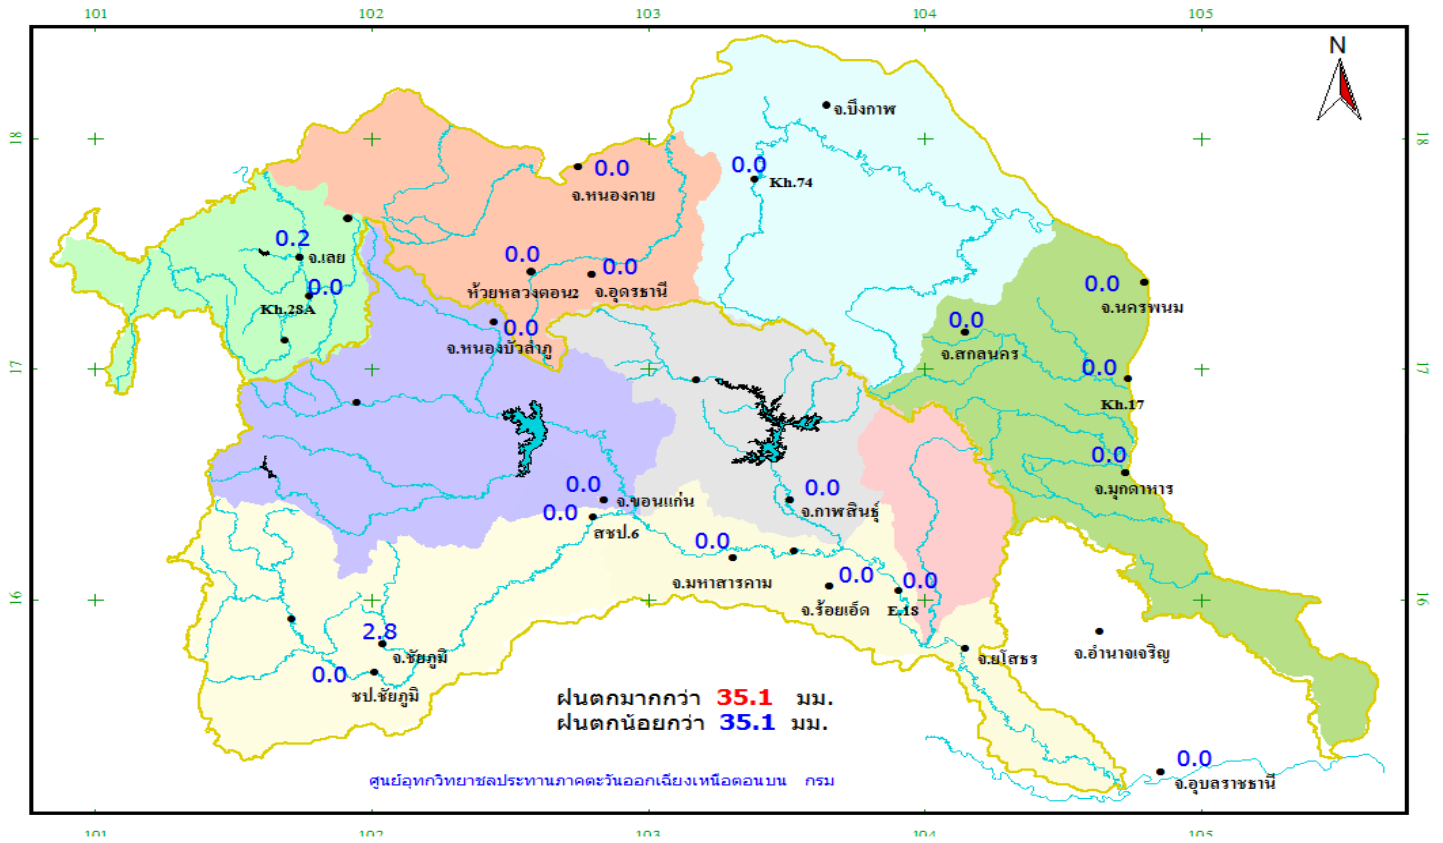 101 102 103 104 105
N
จ.บึงกาฬ
18 18
0.0 0.0
Kh.74
จ.หนองคาย
0.2
จ.เลย
0.0 0.0
0.0
Kh.28A
ห้วยหลวงตอน2 จ.อุดรธานี
0.0
จ.นครพนม
0.0
จ.หนองบัวลำภู
0.0
จ.สกลนคร
17 17
0.0
Kh.17
0.0
จ.มุกดาหาร
0.0
จ.ขอนแก่น
0.0
จ.กาฬสินธุ์
0.0
สชป.6
0.0
จ.มหาสารคาม
0.0
จ.ร้อยเอ็ด
0.0
E.18
16 16
2.8
จ.ชัยภูมิ
0.0
ชป.ชัยภูมิ
จ.ยโสธร
จ.อำนาจเจริญ
ฝนตกมากกว่า 35.1 มม.
ฝนตกน้อยกว่า 35.1 มม.
0.0
จ.อุบลราชธานี
ศูนย์อุทกวิทยาชลประทานภาคตะวันออกเฉียงเหนือตอนบน กรม
101 102 103 104 105